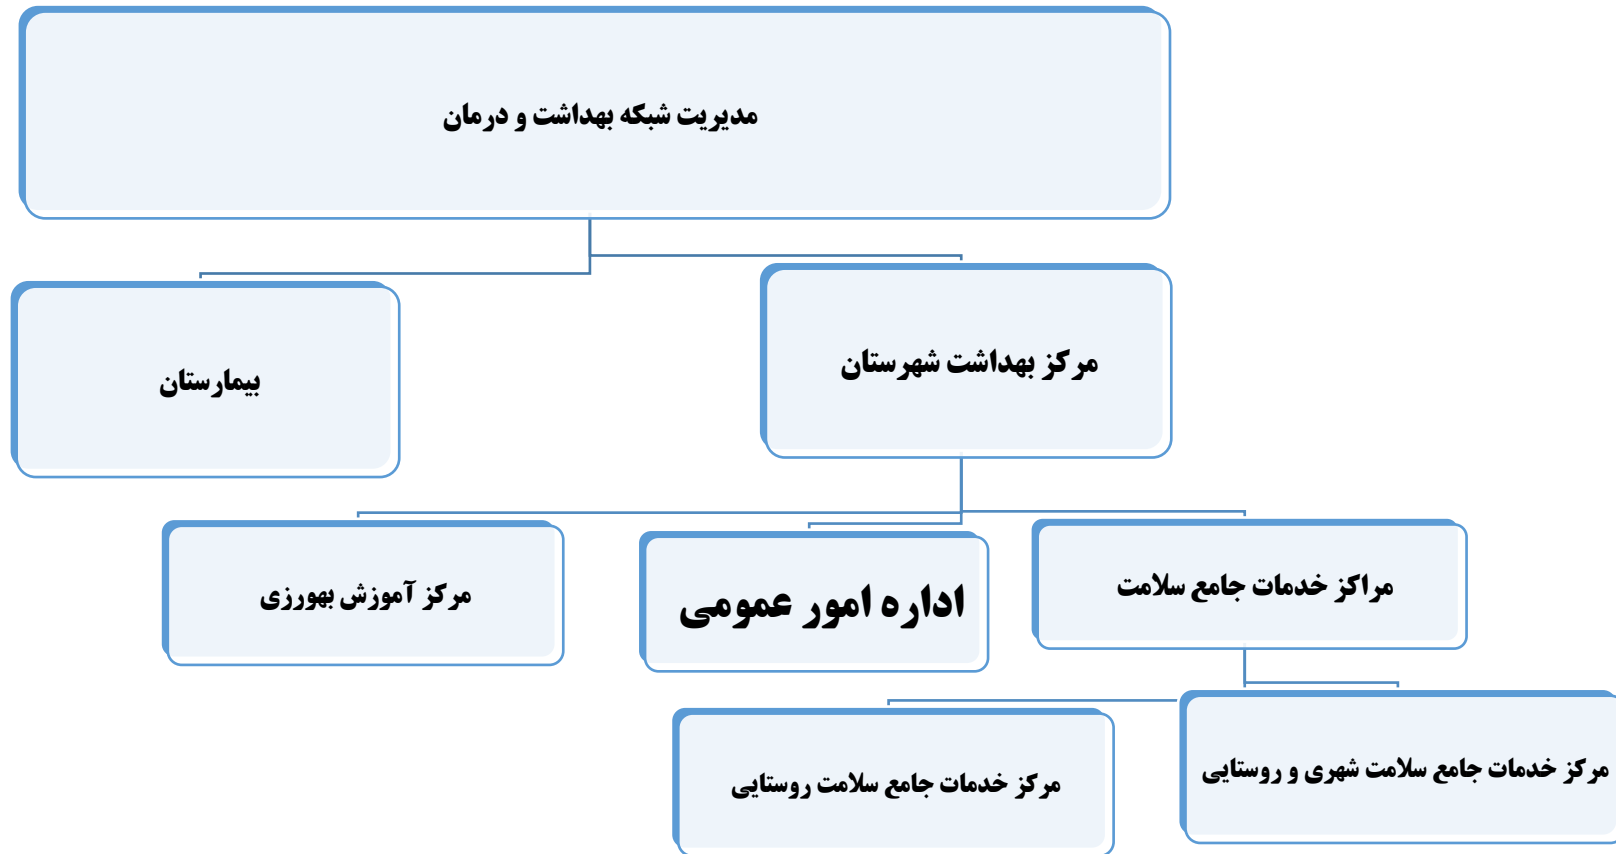 مدیریت شبکه بهداشت و درمان
مرکز بهداشت شهرستان
بیمارستان
مراکز خدمات جامع سلامت
اداره امور عمومی
مرکز آموزش بهورزی
مرکز خدمات جامع سلامت شهری و روستایی
مرکز خدمات جامع سلامت روستایی